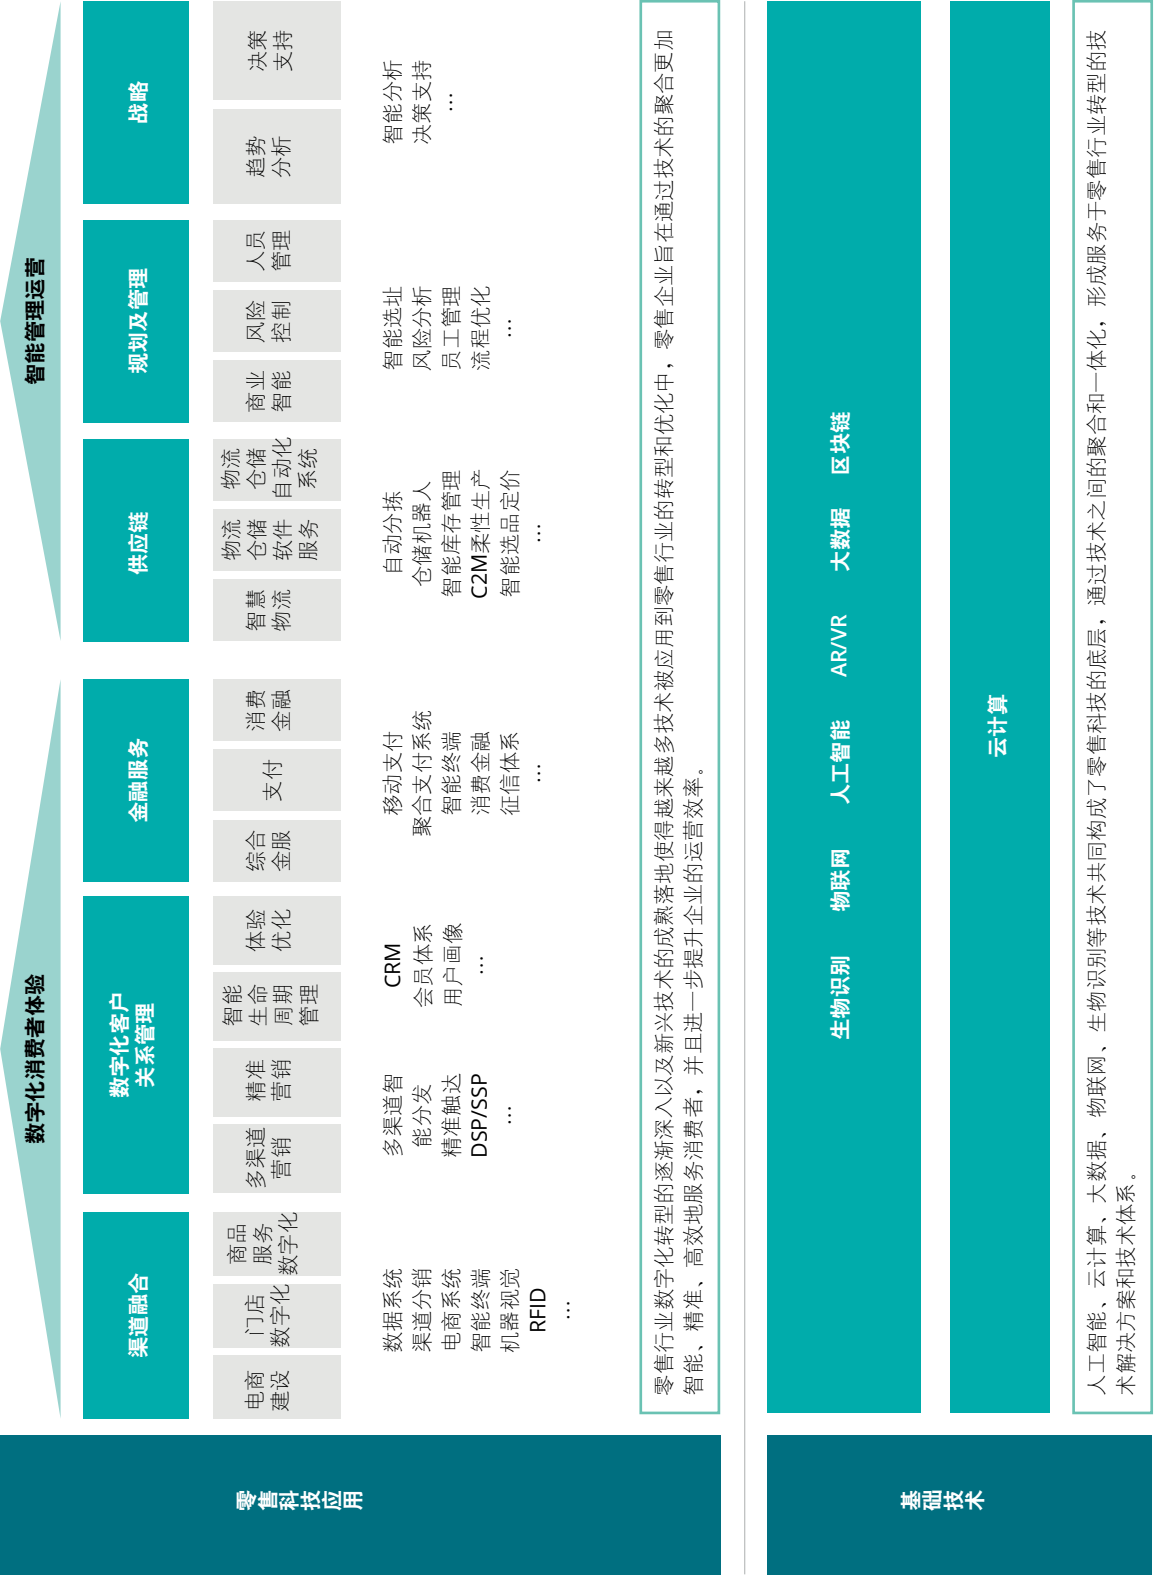 零售科技应用
数字化消费者体验
智能管理运营
渠道融合
数字化客户
关系管理
金融服务
供应链
规划及管理
战略
电商
建设
门店
数字化
商品
服务
数字化
多渠道
营销
精准
营销
智能
生命
周期
管理
体验
优化
综合
金服
支付
消费
金融
智慧
物流
物流
仓储
软件
服务
物流
仓储
自动化
系统
商业
智能
风险
控制
人员
管理
趋势
分析
决策
支持
数据系统
渠道分销
电商系统
智能终端
机器视觉
RFID
…
多渠道智
能分发
精准触达
DSP/SSP
…
CRM
会员体系
用户画像
…
移动支付
聚合支付系统
智能终端
消费金融
征信体系
…
自动分拣
仓储机器人
智能库存管理
C2M柔性生产
智能选品定价
…
智能选址
风险分析
员工管理
流程优化
…
智能分析
决策支持
…
零售行业数字化转型的逐渐深入以及新兴技术的成熟落地使得越来越多技术被应用到零售行业的转型和优化中，零售企业旨在通过技术的聚合更加
智能、精准、高效地服务消费者，并且进一步提升企业的运营效率。
基础技术
生物识别 物联网 人工智能 AR/VR 大数据 区块链
云计算
人工智能、云计算、大数据、物联网、生物识别等技术共同构成了零售科技的底层，通过技术之间的聚合和一体化，形成服务于零售行业转型的技
术解决方案和技术体系。